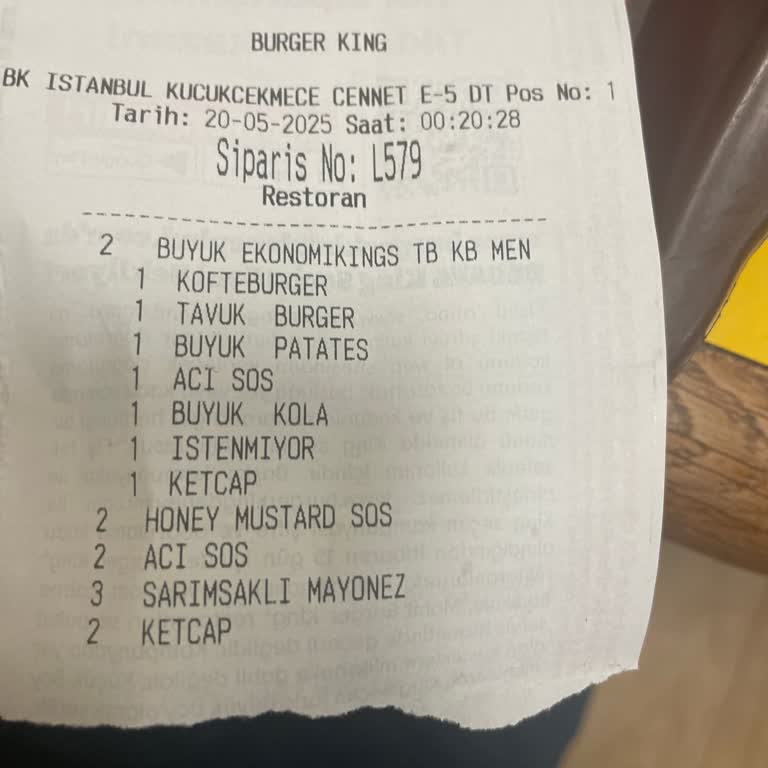 BURGER KING
BK ISTANBUL KUCUKCEKMECE CENNET E-5 DT Pos No: 1
Tarih: 20-05-2025 Saat: 00:20:28
Siparis No: L579
Restoran
2 BUYUK EKONOMIKINGS TB KB MEN
1 KOFTEBURGER
1 TAVUK BURGER
1 BUYUK PATATES
1 ACI SOS
1 BUYUK KOLA
1 ISTENMIYOR
1 KETCAP
2 HONEY MUSTARD SOS
2 ACI SOS
3 SARIMSAKLI MAYONEZ
2 KETCAP